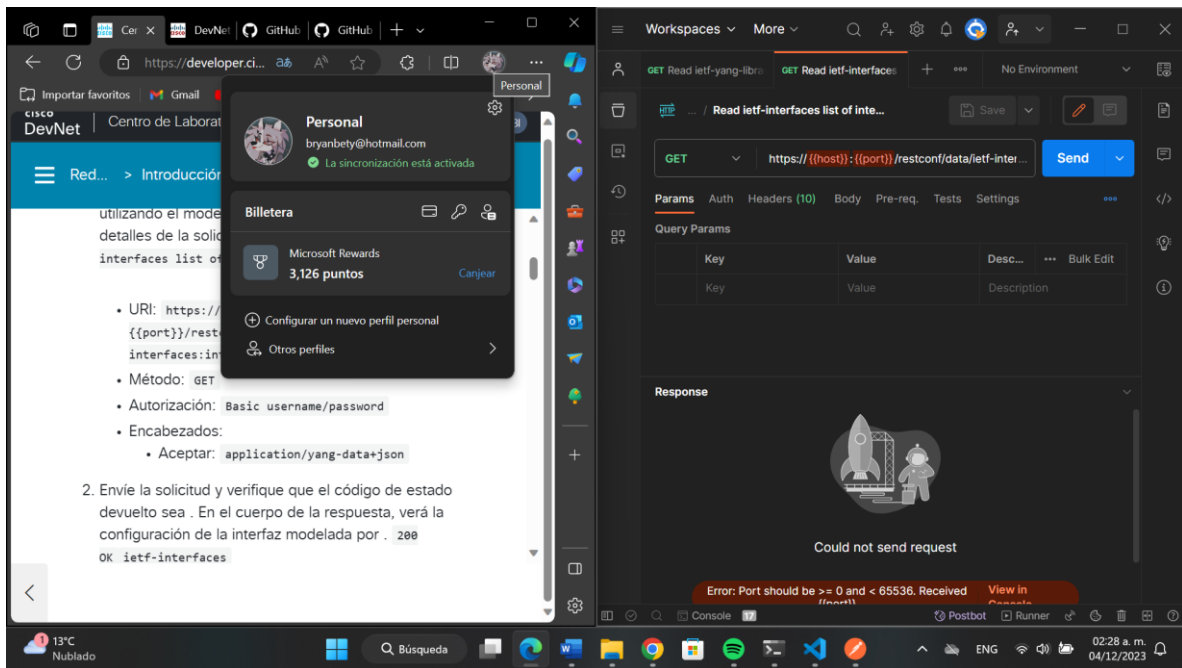 Cer
DevNet
GitHub
GitHub
https://developer.ci...
Personal
Importar favoritos
Gmail
CISCO
DevNet
Centro de Laborat
Red... > Introducción
Personal
bryanbety@hotmail.com
La sincronización está activada
Billetera
Microsoft Rewards
3,126 puntos
Canjear
Configurar un nuevo perfil personal
Otros perfiles
utilizando el mode
detalles de la solic
interfaces list of
• URI: https://
{{port}}/rest
interfaces:in
• Método: GET
• Autorización: Basic username/password
• Encabezados:
• Aceptar: application/yang-data+json
2. Envíe la solicitud y verifique que el código de estado
devuelto sea . En el cuerpo de la respuesta, verá la
configuración de la interfaz modelada por . 200
OK ietf-interfaces
Workspaces
More
GET Read ietf-yang-libra
GET Read ietf-interfaces
No Environment
HTTP ... / Read ietf-interfaces list of inte...
Save
GET
https://{{host}}:{{port}}/restconf/data/ietf-inter...
Send
Params Auth Headers (10) Body Pre-req. Tests Settings
Query Params
Key Value Desc... Bulk Edit
Key Value Description
Response
Could not send request
Error: Port should be >= 0 and < 65536. Received
View in
Console 17
Postbot
Runner
1
13°C
Nublado
Búsqueda
ENG
02:28 a. m.
04/12/2023